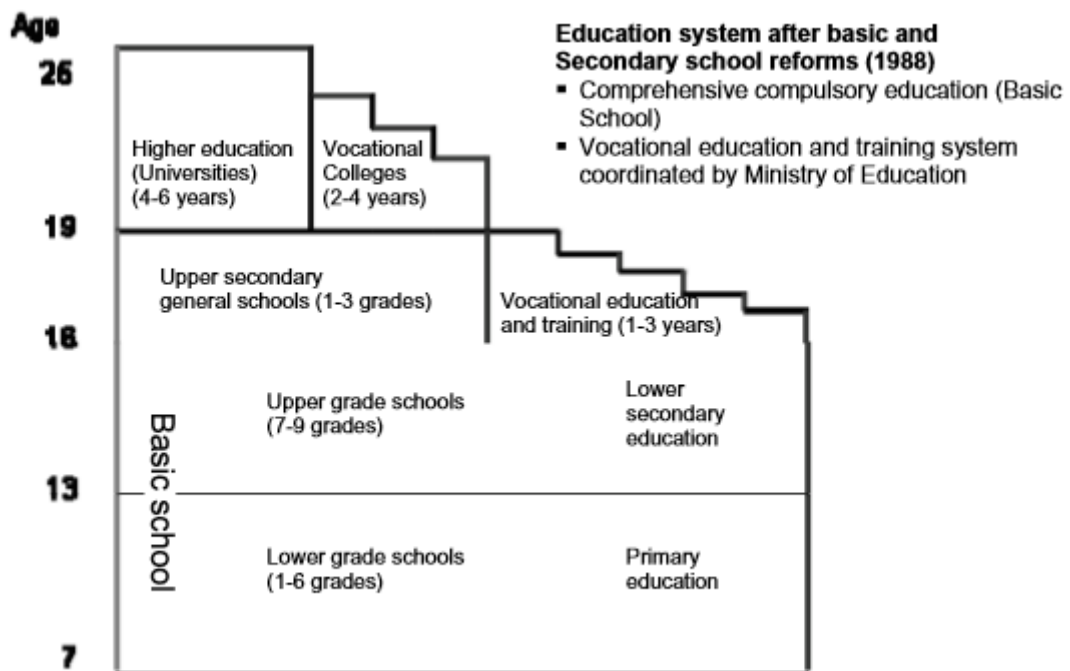 Age
Education system after basic and
Secondary school reforms (1988)
▪ Comprehensive compulsory education (Basic
School)
▪ Vocational education and training system
coordinated by Ministry of Education
26
Higher education
(Universities)
(4-6 years)
Vocational
Colleges
(2-4 years)
19
Upper secondary
general schools (1-3 grades)
Vocational education
and training (1-3 years)
16
Upper grade schools
(7-9 grades)
Lower
secondary
education
Basic school
13
Lower grade schools
(1-6 grades)
Primary
education
7